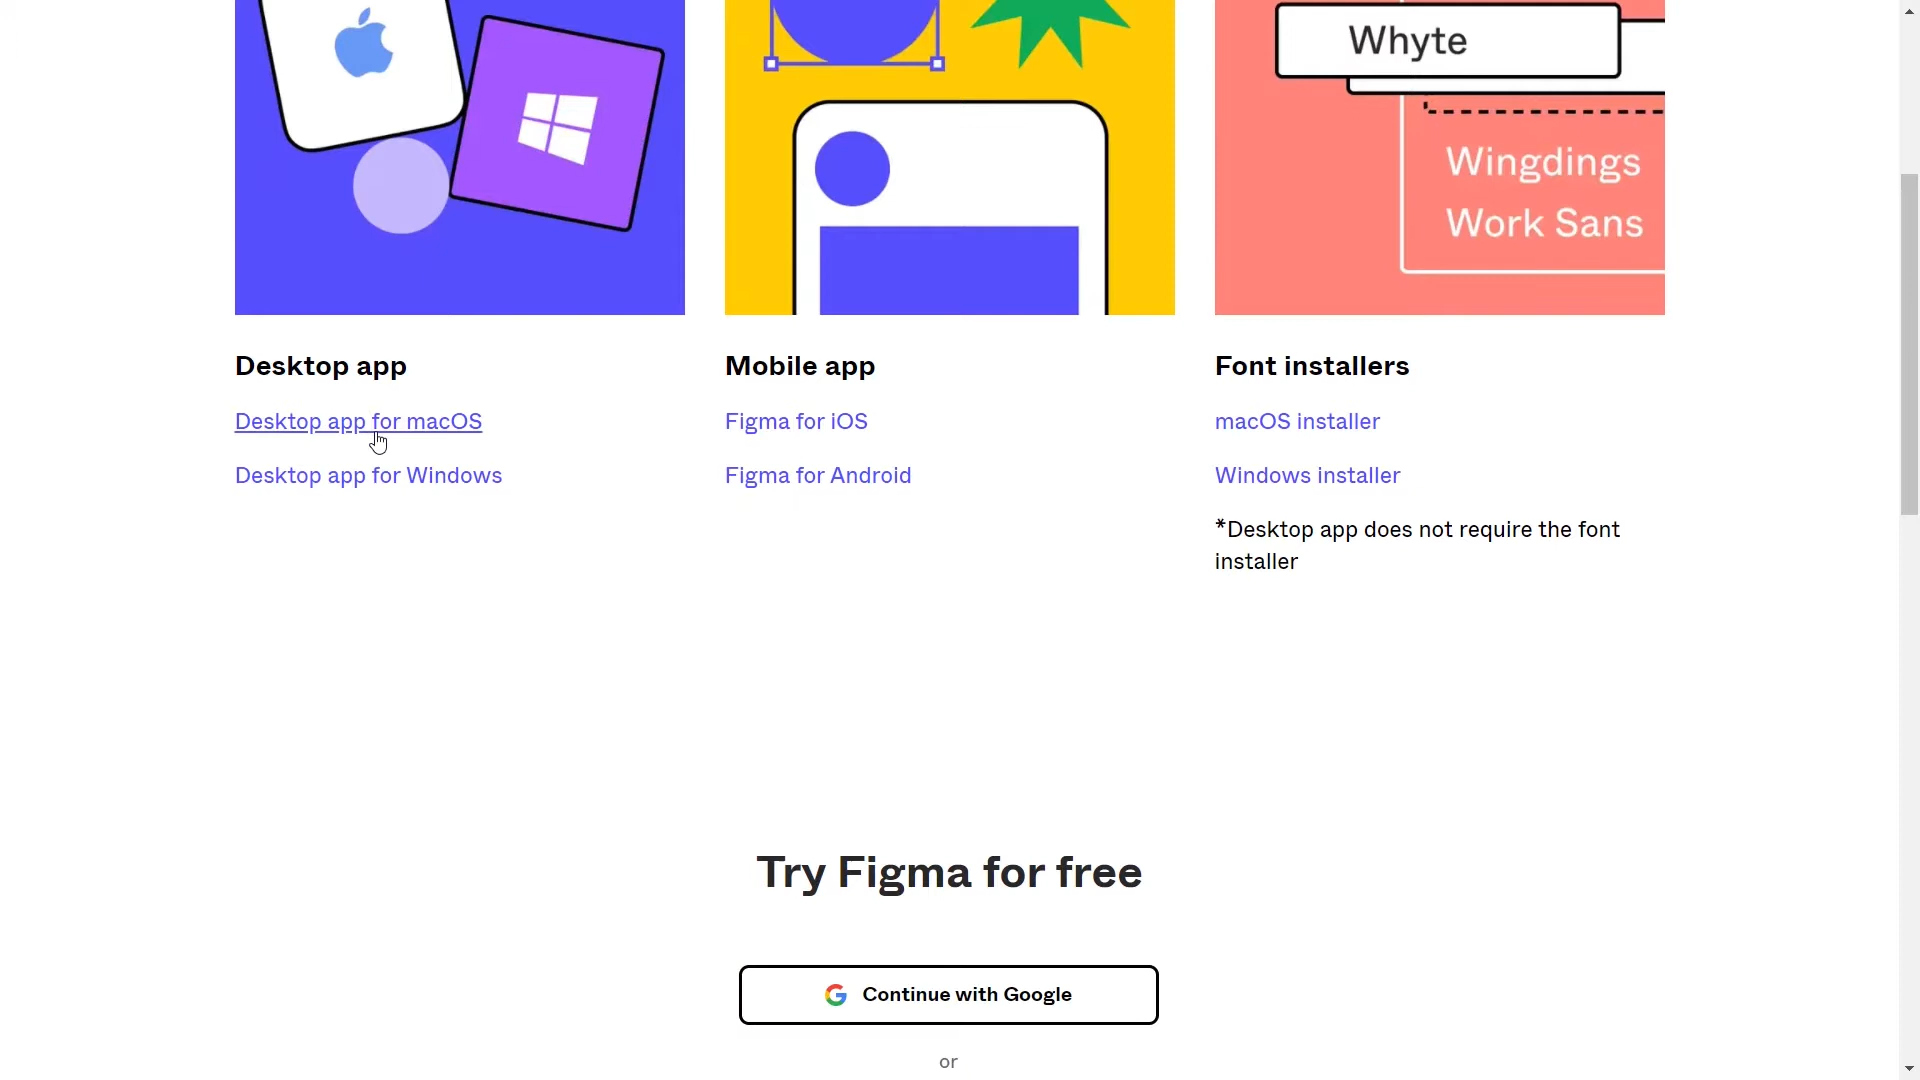 Whyte
Wingdings
Work Sans
Desktop app
Desktop app for macOS
Desktop app for Windows
Mobile app
Figma for iOS
Figma for Android
Font installers
macOS installer
Windows installer
*Desktop app does not require the font
installer
Try Figma for free
Continue with Google
or